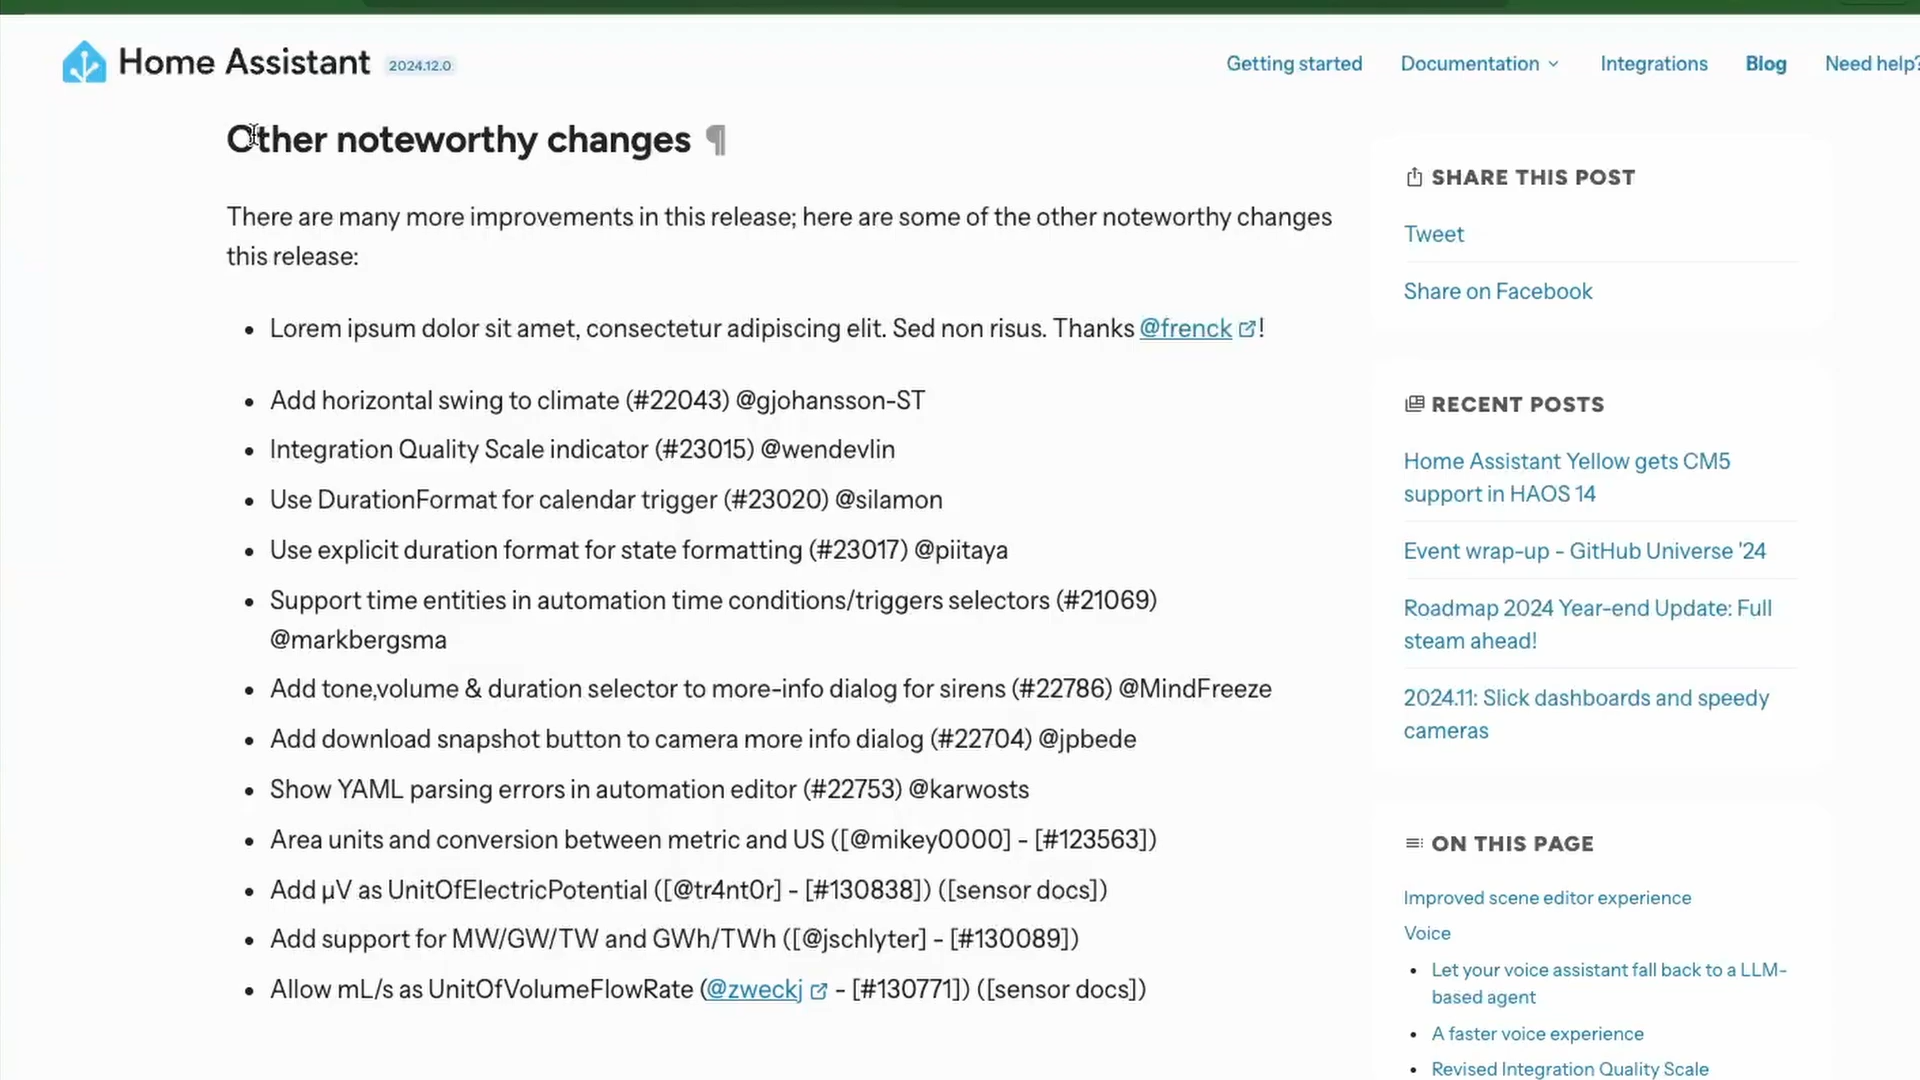 Home Assistant 2024.12.0
Getting started Documentation Integrations Blog Need help?
Other noteworthy changes ¶
There are many more improvements in this release; here are some of the other noteworthy changes
this release:
• Lorem ipsum dolor sit amet, consectetur adipiscing elit. Sed non risus. Thanks @frenck !
• Add horizontal swing to climate (#22043) @gjohansson-ST
• Integration Quality Scale indicator (#23015) @wendevlin
• Use DurationFormat for calendar trigger (#23020) @silamon
• Use explicit duration format for state formatting (#23017) @piitaya
• Support time entities in automation time conditions/triggers selectors (#21069)
@markbergsma
• Add tone,volume & duration selector to more-info dialog for sirens (#22786) @MindFreeze
• Add download snapshot button to camera more info dialog (#22704) @jpbede
• Show YAML parsing errors in automation editor (#22753) @karwosts
• Area units and conversion between metric and US ([@mikey0000] - [#123563])
• Add µV as UnitOfElectricPotential ([@tr4nt0r] - [#130838]) ([sensor docs])
• Add support for MW/GW/TW and GWh/TWh ([@jschlyter] - [#130089])
• Allow mL/s as UnitOfVolumeFlowRate (@zweckj - [#130771]) ([sensor docs])
SHARE THIS POST
Tweet
Share on Facebook
RECENT POSTS
Home Assistant Yellow gets CM5
support in HAOS 14
Event wrap-up - GitHub Universe '24
Roadmap 2024 Year-end Update: Full
steam ahead!
2024.11: Slick dashboards and speedy
cameras
ON THIS PAGE
Improved scene editor experience
Voice
• Let your voice assistant fall back to a LLM-
based agent
• A faster voice experience
• Revised Integration Quality Scale